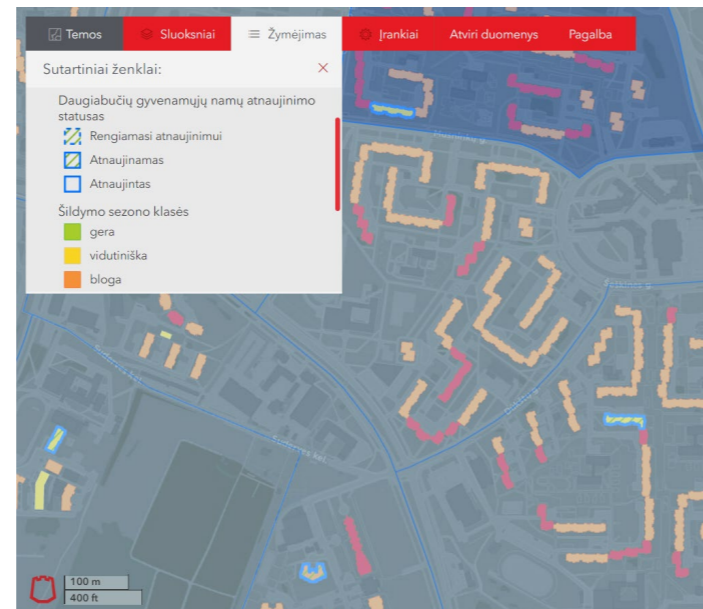 Temos
Sluoksniai
Žymėjimas
Įrankiai
Atviri duomenys
Pagalba
Sutartiniai ženklai:
Daugiabučių gyvenamųjų namų atnaujinimo
statusas
Rengiamasi atnaujinimui
Atnaujinamas
Atnaujintas
Šildymo sezono klasės
gera
vidutiniška
bloga
100 m
400 ft